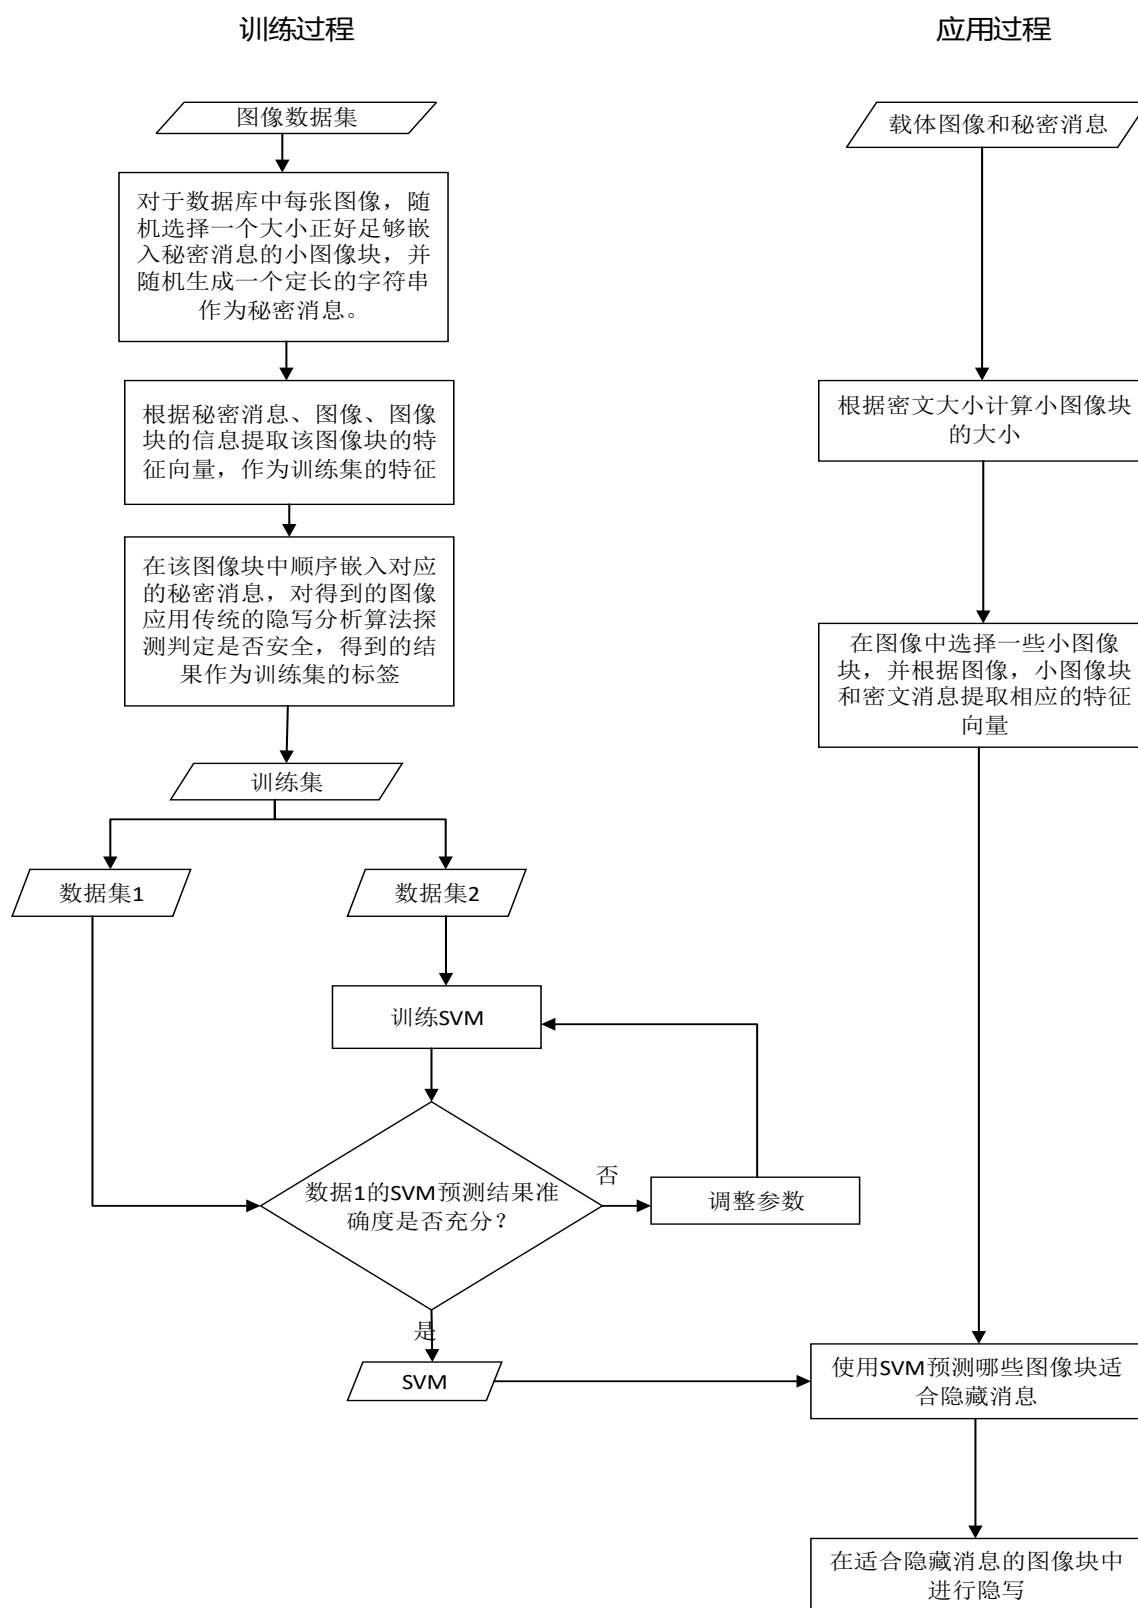 训练过程
应用过程
图像数据集
载体图像和秘密消息
对于数据库中每张图像，随
机选择一个大小正好足够嵌
入秘密消息的小图像块，并
随机生成一个定长的字符串
作为秘密消息。
根据秘密消息、图像、图像
块的信息提取该图像块的特
征向量，作为训练集的特征
根据密文大小计算小图像块
的大小
在该图像块中顺序嵌入对应
的秘密消息，对得到的图像
应用传统的隐写分析算法探
测判定是否安全，得到的结
果作为训练集的标签
在图像中选择一些小图像
块，并根据图像，小图像块
和密文消息提取相应的特征
向量
训练集
数据集1
数据集2
训练SVM
数据1的SVM预测结果准
确度是否充分？
否
调整参数
是
SVM
使用SVM预测哪些图像块适
合隐藏消息
在适合隐藏消息的图像块中
进行隐写